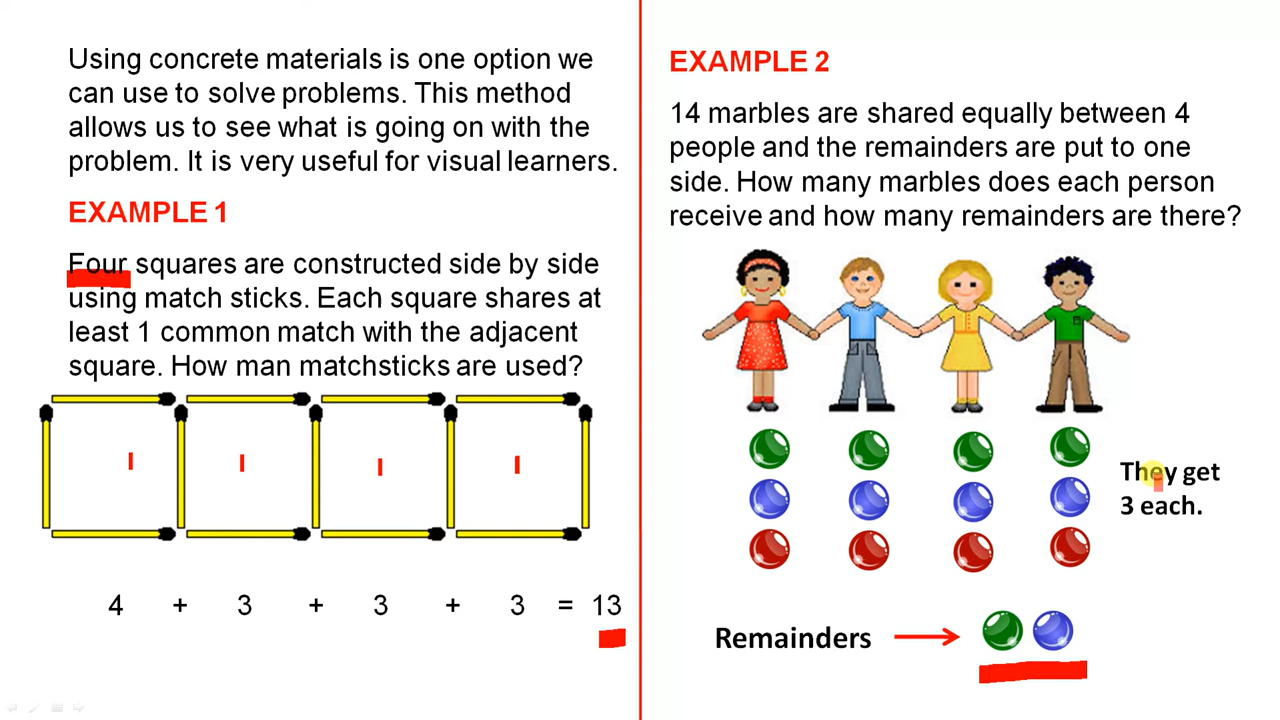 Using concrete materials is one option we
can use to solve problems. This method
allows us to see what is going on with the
problem. It is very useful for visual learners.
EXAMPLE 1
Four squares are constructed side by side
using match sticks. Each square shares at
least 1 common match with the adjacent
square. How man matchsticks are used?
4 + 3 + 3 + 3 = 13
EXAMPLE 2
14 marbles are shared equally between 4
people and the remainders are put to one
side. How many marbles does each person
receive and how many remainders are there?
They get
3 each.
Remainders